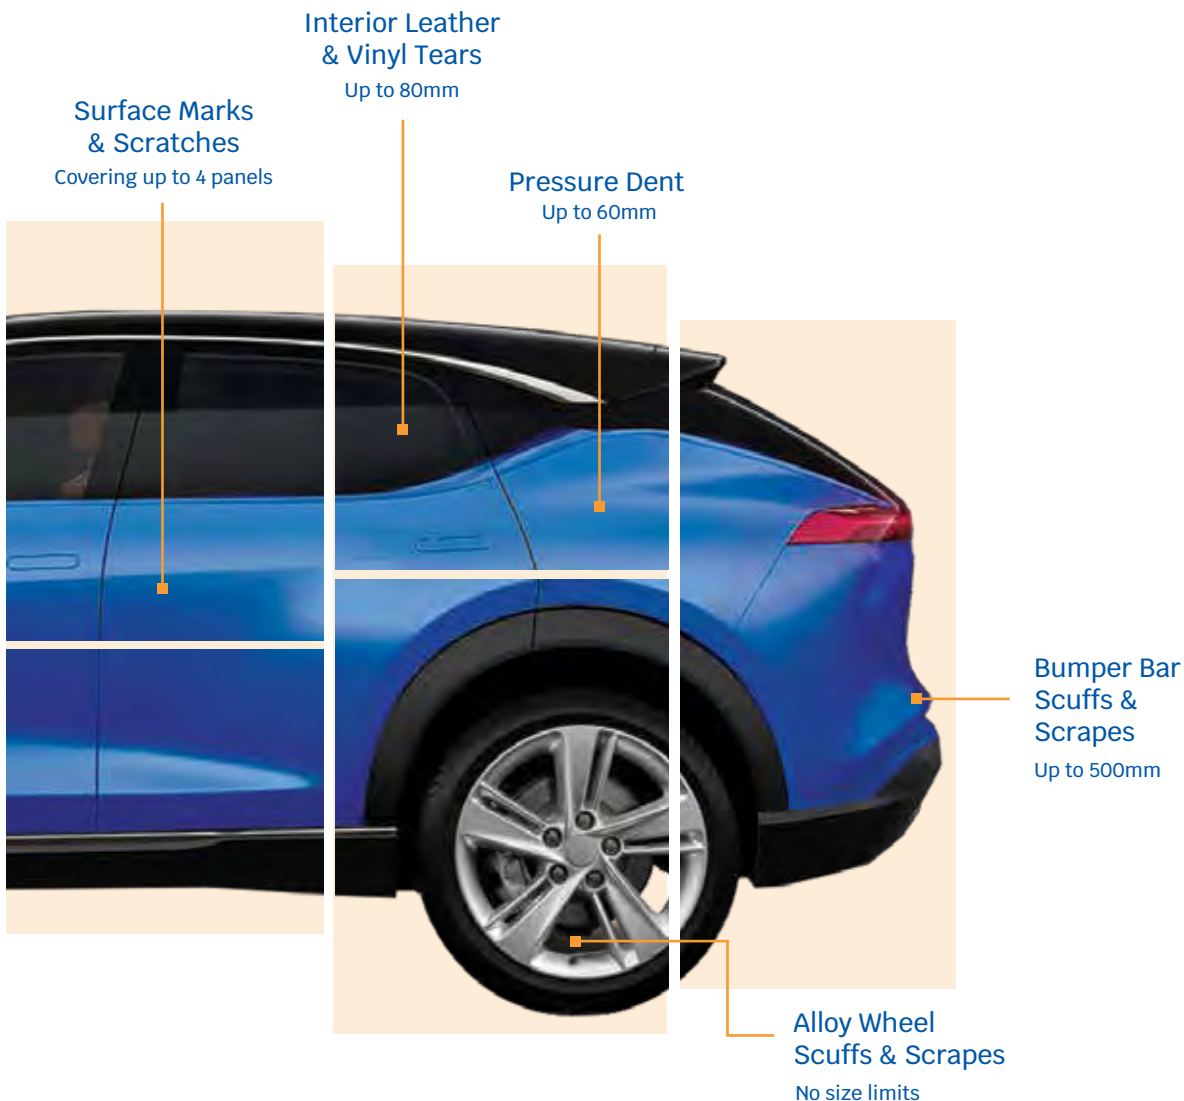 Interior Leather
& Vinyl Tears
Up to 80mm
Surface Marks
& Scratches
Covering up to 4 panels
Pressure Dent
Up to 60mm
Bumper Bar
Scuffs &
Scrapes
Up to 500mm
Alloy Wheel
Scuffs & Scrapes
No size limits